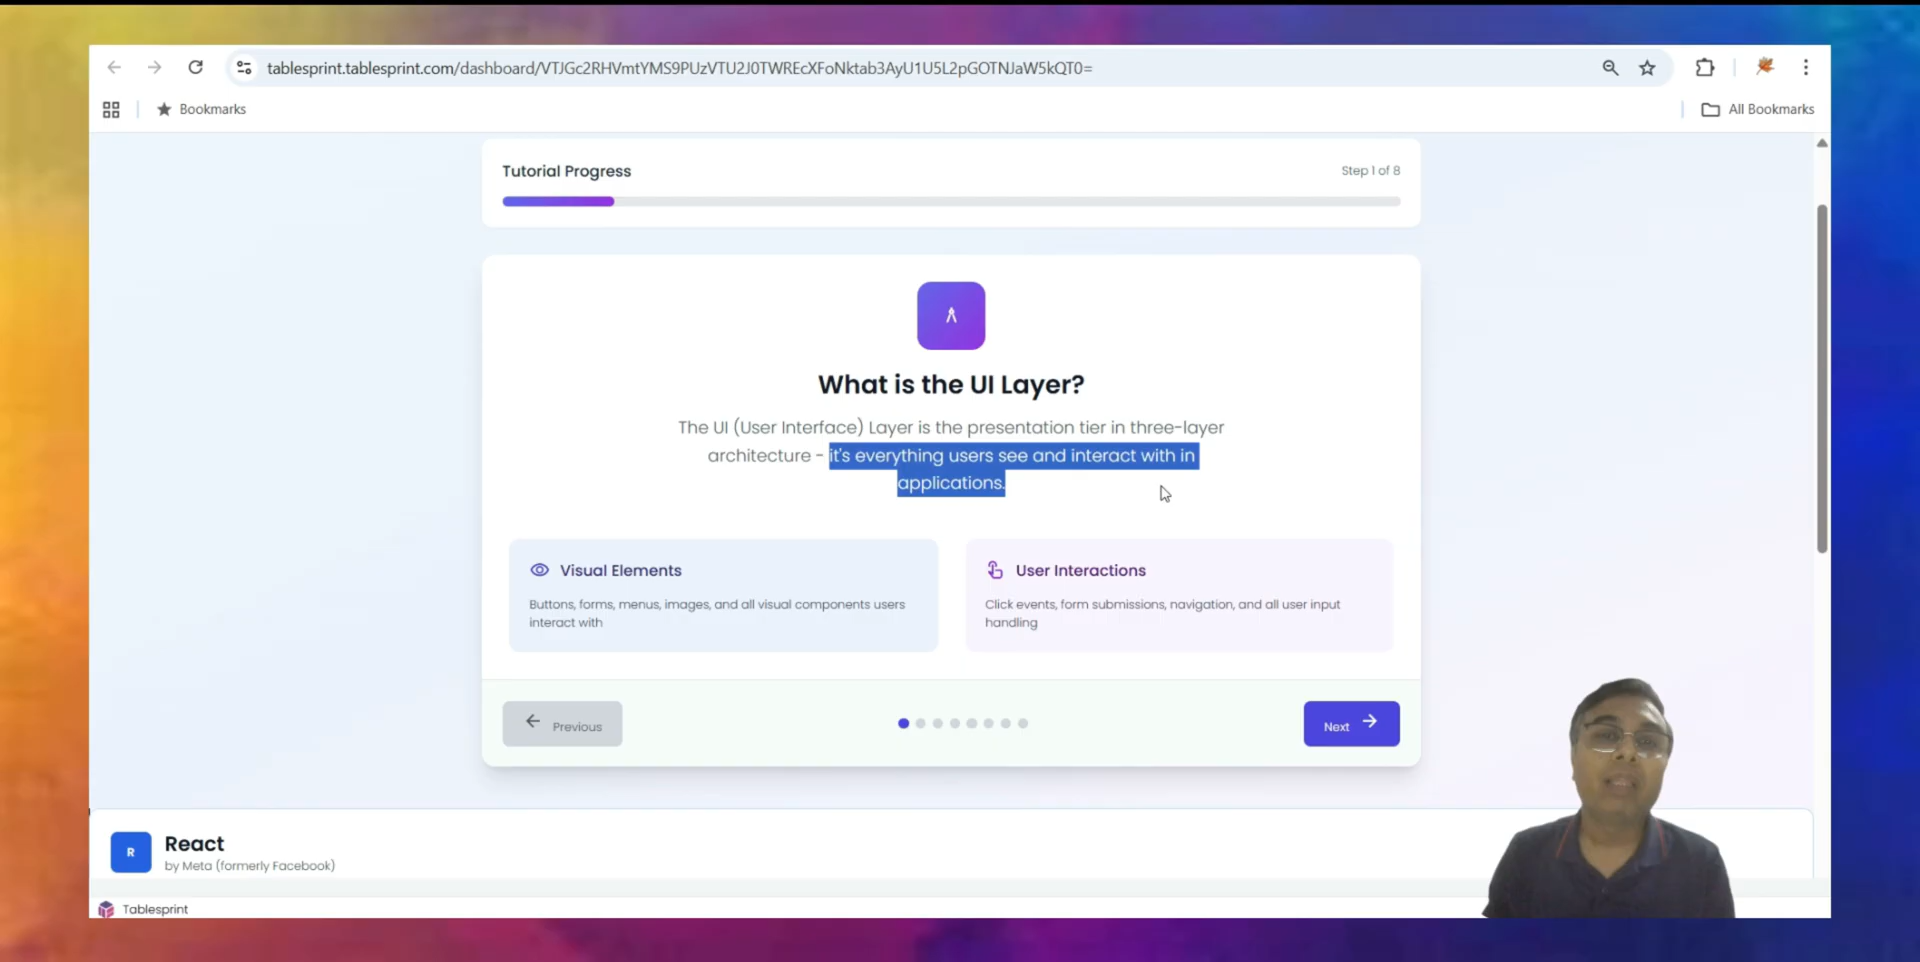 tablesprint.tablesprint.com/dashboard/VTJGc2RHVmtYMS9PUzVTU2J0TWREcXFoNktab3AyU1U5L2pGOTNJaW5kQT0=
Bookmarks
All Bookmarks
Tutorial Progress
Step 1 of 8
What is the UI Layer?
The UI (User Interface) Layer is the presentation tier in three-layer
architecture - it's everything users see and interact with in
applications.
Visual Elements
Buttons, forms, menus, images, and all visual components users
interact with
User Interactions
Click events, form submissions, navigation, and all user input
handling
Previous
Next
R
React
by Meta (formerly Facebook)
Tablesprint